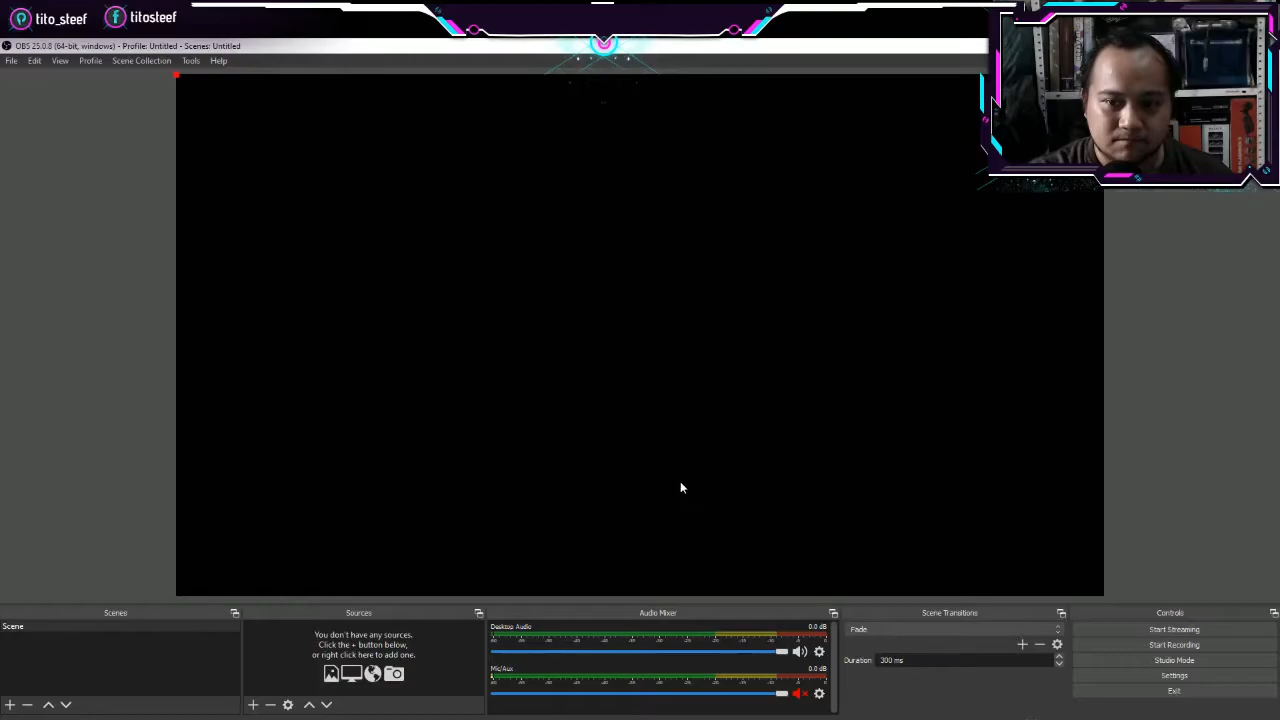 tito_steef
titosteef
OBS 25.0.8 (64-bit, windows) - Profile: Untitled - Scenes: Untitled
File Edit View Profile Scene Collection Tools Help
Scenes
Scene
Sources
You don't have any sources.
Click the + button below,
or right click here to add one.
Audio Mixer
Desktop Audio 0.0 dB
Mic/Aux 0.0 dB
Scene Transitions
Fade
Duration 300 ms
Controls
Start Streaming
Start Recording
Studio Mode
Settings
Exit